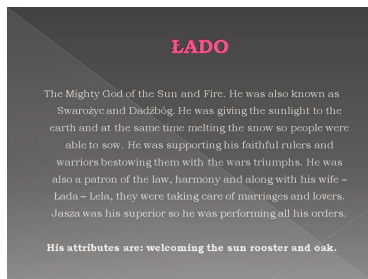 ŁADO
The Mighty God of the Sun and Fire. He was also known as
Swarożyc and Dadźbóg. He was giving the sunlight to the
earth and at the same time melting the snow so people were
able to sow. He was supporting his faithful rulers and
warriors bestowing them with the wars triumphs. He was
also a patron of the law, harmony and along with his wife –
Łada – Lela, they were taking care of marriages and lovers.
Jasza was his superior so he was performing all his orders.
His attributes are: welcoming the sun rooster and oak.